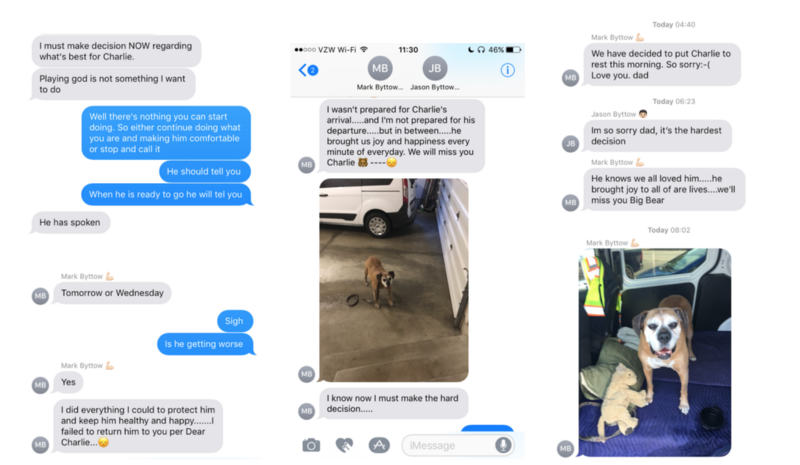 I must make decision NOW regarding
what's best for Charlie.
Playing god is not something I want
to do
Well there's nothing you can start
doing. So either continue doing what
you are and making him comfortable
or stop and call it
He should tell you
When he is ready to go he will tel you
He has spoken
Mark Byttow 💪🏻
MB
Tomorrow or Wednesday
Sigh
Is he getting worse
Mark Byttow 💪🏻
MB
Yes
I did everything I could to protect him
and keep him healthy and happy.......I
failed to return him to you per Dear
Charlie...😞
MB
VZW Wi-Fi 11:30 46%
2
MB JB
Mark Byttow... Jason Byttow...
I wasn't prepared for Charlie's
arrival.....and I'm not prepared for his
departure.....but in between.....he
brought us joy and happiness every
minute of everyday. We will miss you
Charlie 🐻 ----😞
MB
MB
I know now I must make the hard
decision.....
MB
iMessage
Today 04:40
Mark Byttow 💪🏻
We have decided to put Charlie to
rest this morning. So sorry:-(
Love you. dad
MB
Today 06:23
Jason Byttow 👨🏻
Im so sorry dad, it's the hardest
decision
JB
Mark Byttow 💪🏻
He knows we all loved him.....he
brought joy to all of are lives....we'll
miss you Big Bear
MB
Today 08:02
Mark Byttow 💪🏻
MB